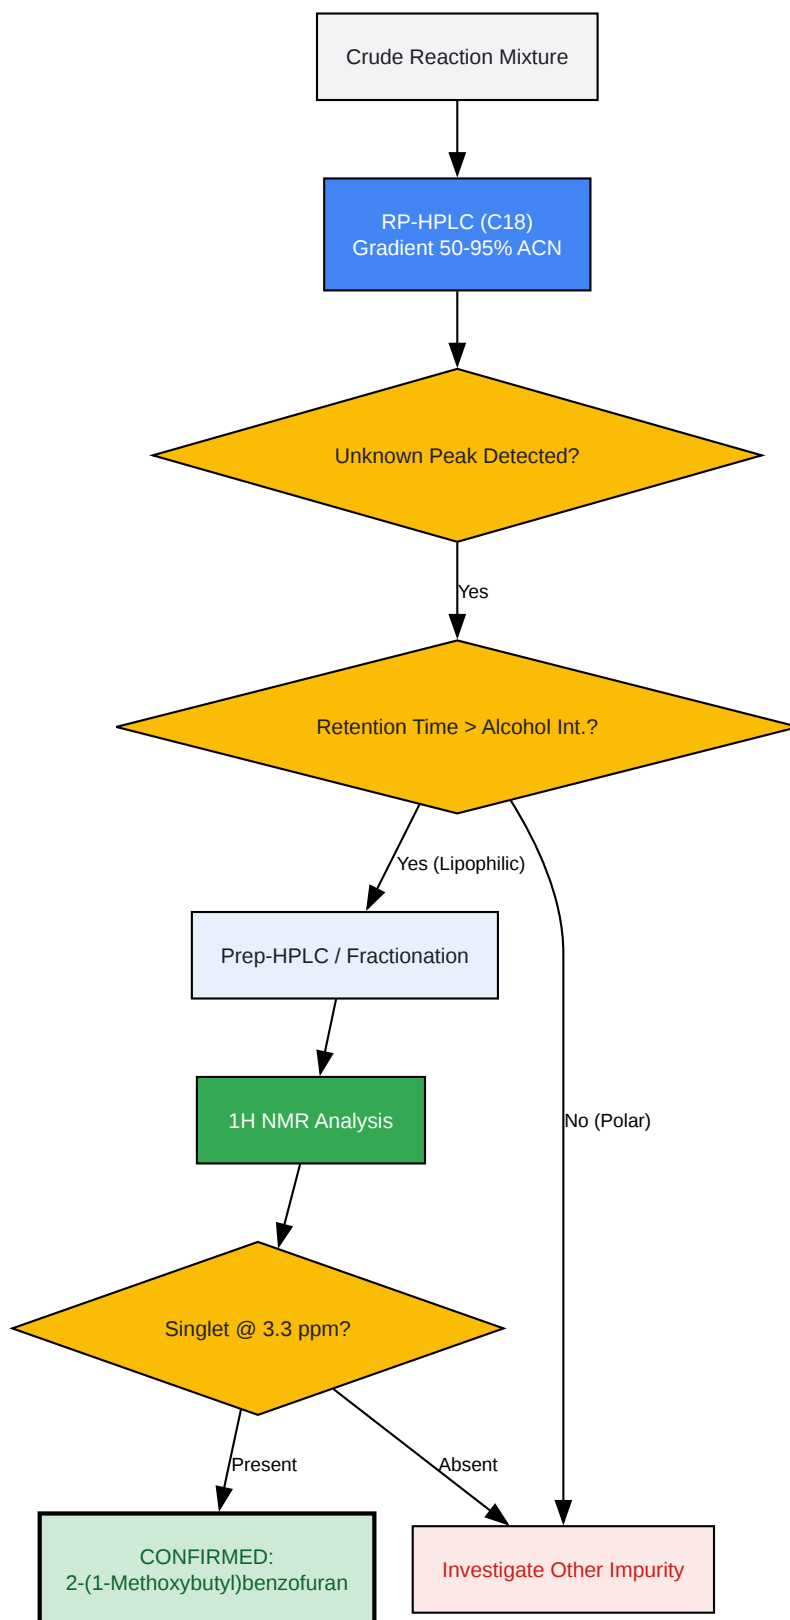 Crude Reaction Mixture
RP-HPLC (C18)
Gradient 50-95% ACN
Unknown Peak Detected?
Yes
Retention Time > Alcohol Int.?
Yes (Lipophilic)
Prep-HPLC / Fractionation
1H NMR Analysis
No (Polar)
Singlet @ 3.3 ppm?
Present
Absent
CONFIRMED:
2-(1-Methoxybutyl)benzofuran
Investigate Other Impurity